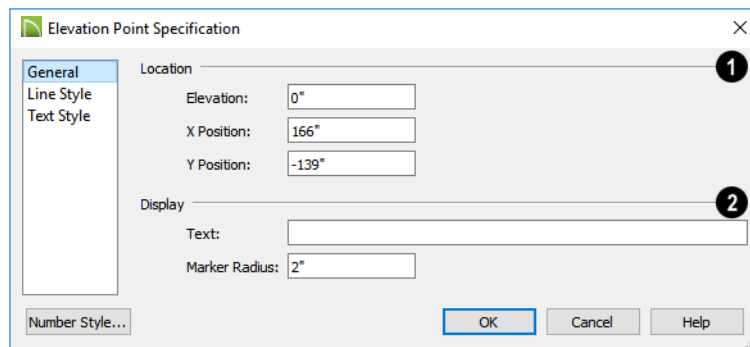 Elevation Point Specification
General
Line Style
Text Style
Location
1
Elevation: 0"
X Position: 166"
Y Position: -139"
Display
2
Text:
Marker Radius: 2"
Number Style...
OK
Cancel
Help